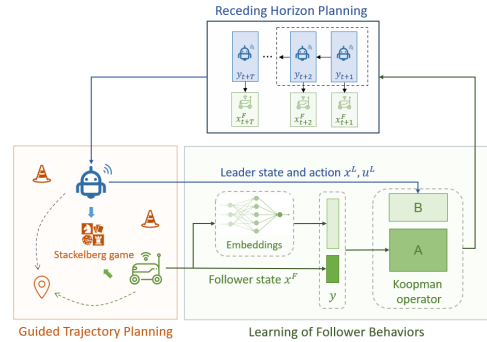 Receding Horizon Planning
y_{t+T} ... y_{t+2} y_{t+1}
x^F_{t+T} x^F_{t+2} x^F_{t+1}
Leader state and action x^L, u^L
B
Stackelberg game
Embeddings
A
Follower state x^F
y
Koopman
operator
Guided Trajectory Planning
Learning of Follower Behaviors